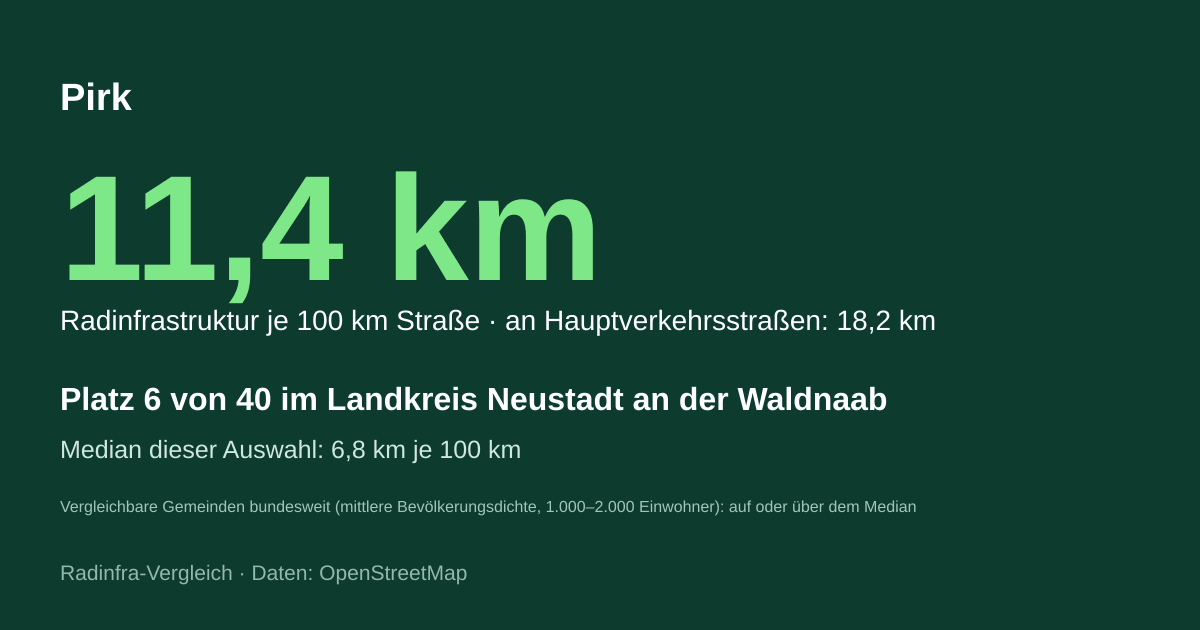 Pirk
11,4 km
Radinfrastruktur je 100 km Straße · an Hauptverkehrsstraßen: 18,2 km
Platz 6 von 40 im Landkreis Neustadt an der Waldnaab
Median dieser Auswahl: 6,8 km je 100 km
Vergleichbare Gemeinden bundesweit (mittlere Bevölkerungsdichte, 1.000–2.000 Einwohner): auf oder über dem Median
Radinfra-Vergleich · Daten: OpenStreetMap